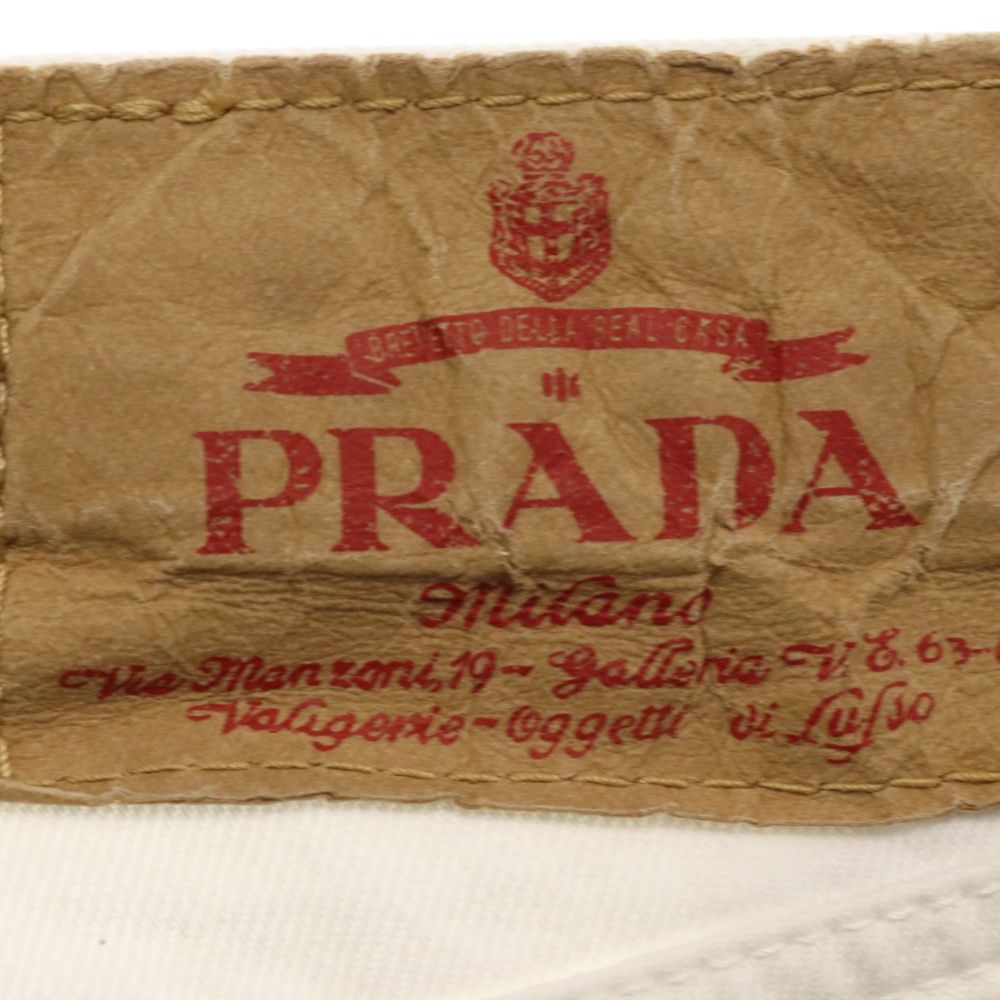 BREVETTO DELLA REAL CASA
PRADA
Milano
Via Manzoni, 19 - Galleria V. E. 63-
Valigerie - Oggetti di Lusso